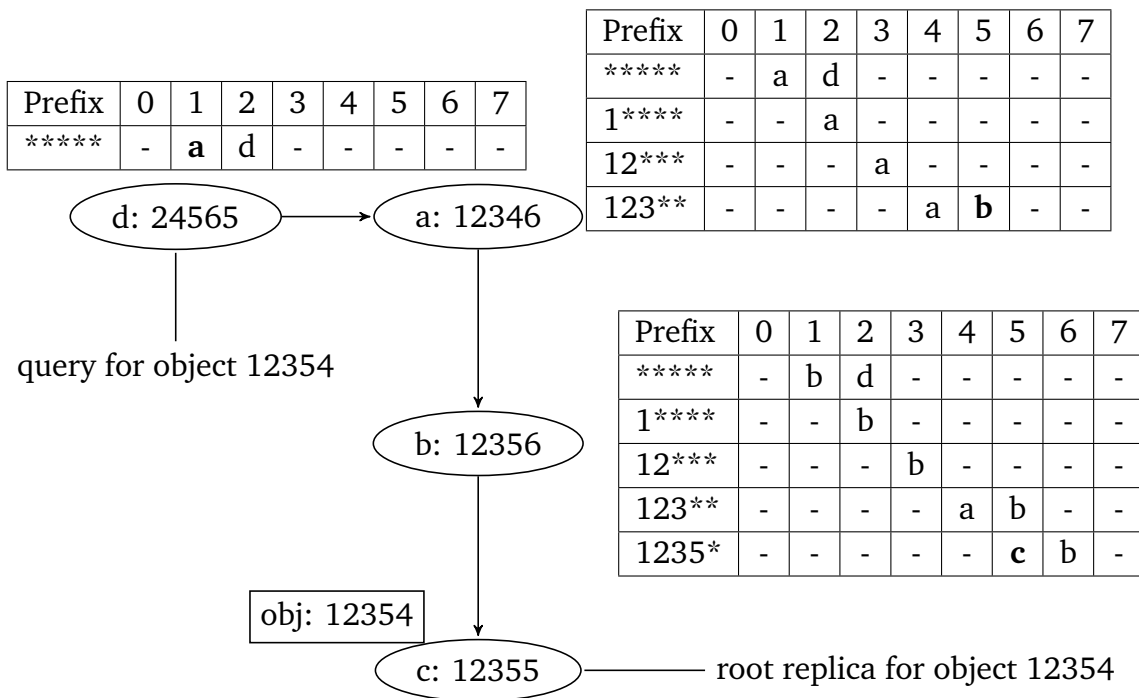 Prefix 0 1 2 3 4 5 6 7
***** - a d - - - - -
1**** - - a - - - - -
12*** - - - a - - - -
123** - - - - a b - -
Prefix 0 1 2 3 4 5 6 7
***** - a d - - - - -
d: 24565
a: 12346
query for object 12354
Prefix 0 1 2 3 4 5 6 7
***** - b d - - - - -
1**** - - b - - - - -
12*** - - - b - - - -
123** - - - - a b - -
1235* - - - - - c b -
b: 12356
obj: 12354
c: 12355
root replica for object 12354